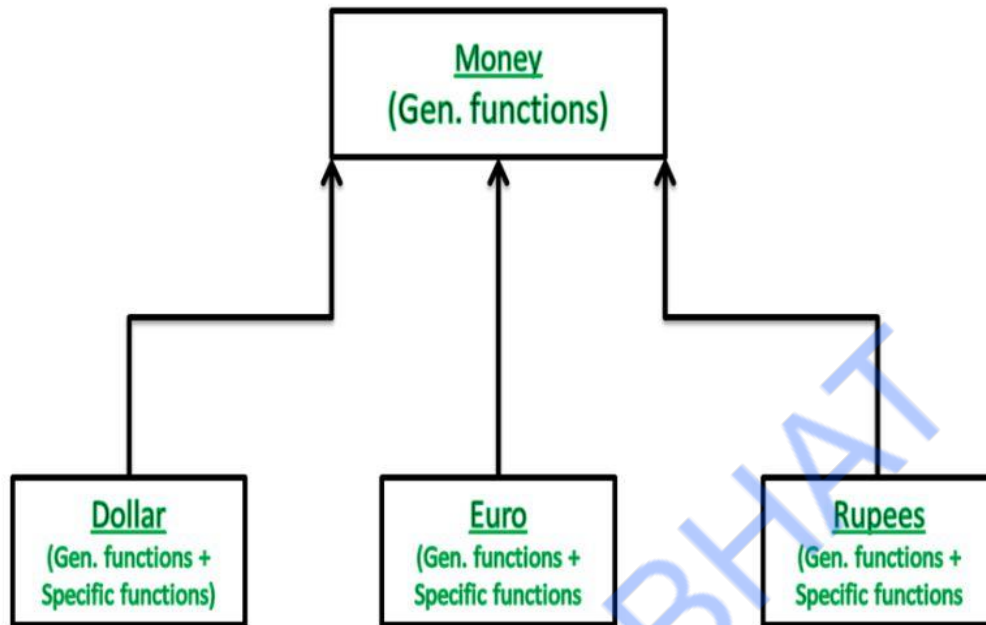 Money
(Gen. functions)
Dollar
(Gen. functions +
Specific functions)
Euro
(Gen. functions +
Specific functions
Rupees
(Gen. functions +
Specific functions
BHAT